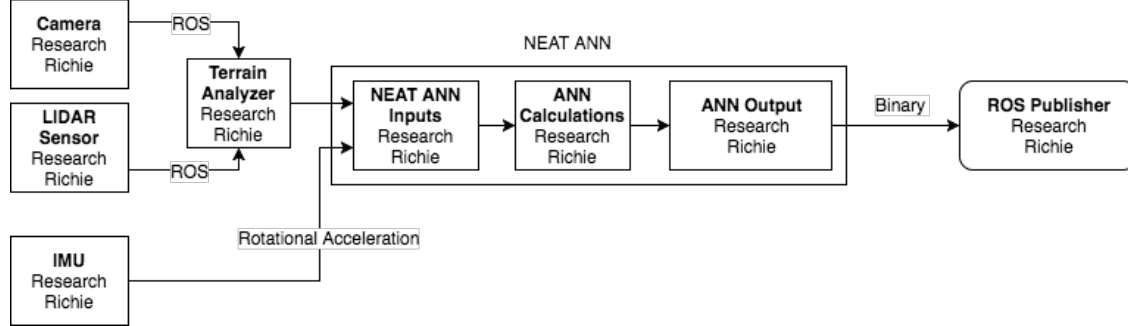 Camera
Research
Richie
ROS
LIDAR
Sensor
Research
Richie
ROS
Terrain
Analyzer
Research
Richie
IMU
Research
Richie
Rotational Acceleration
NEAT ANN
NEAT ANN
Inputs
Research
Richie
ANN
Calculations
Research
Richie
ANN Output
Research
Richie
Binary
ROS Publisher
Research
Richie